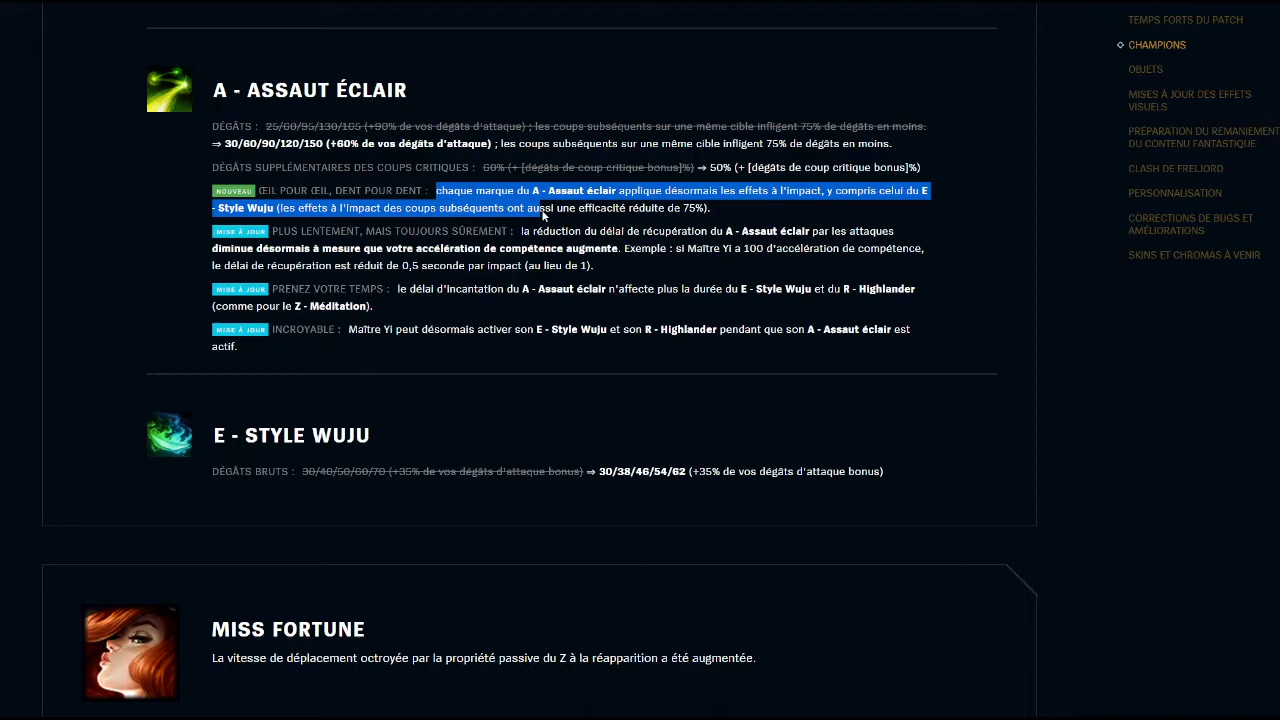 A - ASSAUT ÉCLAIR
DÉGÂTS : 25/60/95/130/165 (+90% de vos dégâts d'attaque) ; les coups subséquents sur une même cible infligent 75% de dégâts en moins.
⇒ 30/60/90/120/150 (+60% de vos dégâts d'attaque) ; les coups subséquents sur une même cible infligent 75% de dégâts en moins.
DÉGÂTS SUPPLÉMENTAIRES DES COUPS CRITIQUES : 60% (+ [dégâts de coup critique bonus]%) ⇒ 50% (+ [dégâts de coup critique bonus]%)
NOUVEAU ŒIL POUR ŒIL, DENT POUR DENT : chaque marque du A - Assaut éclair applique désormais les effets à l'impact, y compris celui du E
- Style Wuju (les effets à l'impact des coups subséquents ont aussi une efficacité réduite de 75%).
MISE À JOUR PLUS LENTEMENT, MAIS TOUJOURS SÛREMENT : la réduction du délai de récupération du A - Assaut éclair par les attaques
diminue désormais à mesure que votre accélération de compétence augmente. Exemple : si Maître Yi a 100 d'accélération de compétence,
le délai de récupération est réduit de 0,5 seconde par impact (au lieu de 1).
MISE À JOUR PRENEZ VOTRE TEMPS : le délai d'incantation du A - Assaut éclair n'affecte plus la durée du E - Style Wuju et du R - Highlander
(comme pour le Z - Méditation).
MISE À JOUR INCROYABLE : Maître Yi peut désormais activer son E - Style Wuju et son R - Highlander pendant que son A - Assaut éclair est
actif.
E - STYLE WUJU
DÉGÂTS BRUTS : 30/40/50/60/70 (+35% de vos dégâts d'attaque bonus) ⇒ 30/38/46/54/62 (+35% de vos dégâts d'attaque bonus)
MISS FORTUNE
La vitesse de déplacement octroyée par la propriété passive du Z à la réapparition a été augmentée.
TEMPS FORTS DU PATCH
CHAMPIONS
OBJETS
MISES À JOUR DES EFFETS
VISUELS
PRÉPARATION DU REMANIEMENT
DU CONTENU FANTASTIQUE
CLASH DE FRELJORD
PERSONNALISATION
CORRECTIONS DE BUGS ET
AMÉLIORATIONS
SKINS ET CHROMAS À VENIR